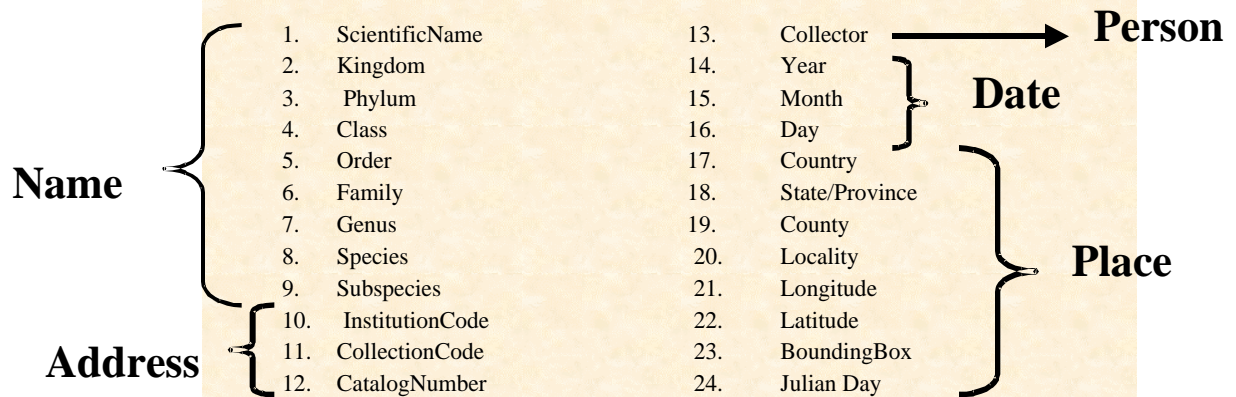 1. ScientificName
2. Kingdom
3. Phylum
4. Class
5. Order
6. Family
7. Genus
8. Species
9. Subspecies
Name
10. InstitutionCode
11. CollectionCode
12. CatalogNumber
Address
13. Collector
Person
14. Year
15. Month
16. Day
Date
17. Country
18. State/Province
19. County
20. Locality
21. Longitude
22. Latitude
23. BoundingBox
24. Julian Day
Place